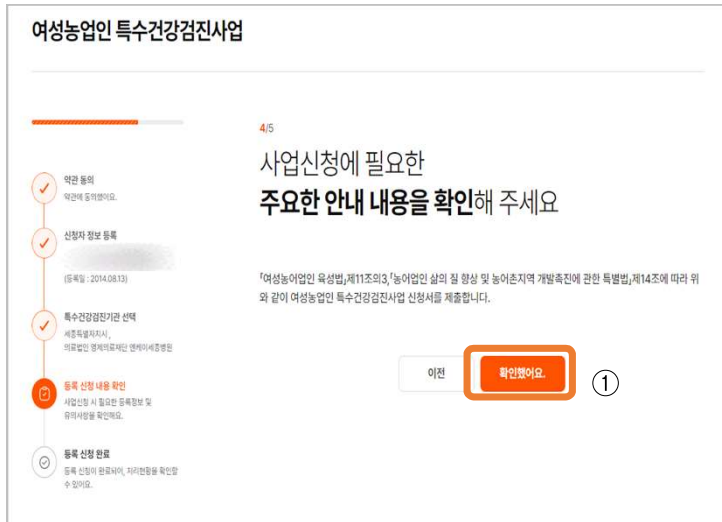 여성농업인 특수건강검진사업
약관 동의
약관에 동의했어요.
신청자 정보 등록
(등록일 : 2014.08.13)
특수건강검진기관 선택
세종특별자치시 ,
의료법인 영제의료재단 엔케이세종병원
등록 신청 내용 확인
사업신청 시 필요한 등록정보 및
유의사항을 확인해요.
등록 신청 완료
등록 신청이 완료되어, 처리현황을 확인할
수 있어요.
4/5
사업신청에 필요한
주요한 안내 내용을 확인해 주세요
「여성농어업인 육성법」제11조의3,「농어업인 삶의 질 향상 및 농어촌지역 개발촉진에 관한 특별법」제14조에 따라 위
와 같이 여성농업인 특수건강검진사업 신청서를 제출합니다.
이전
확인했어요.
①